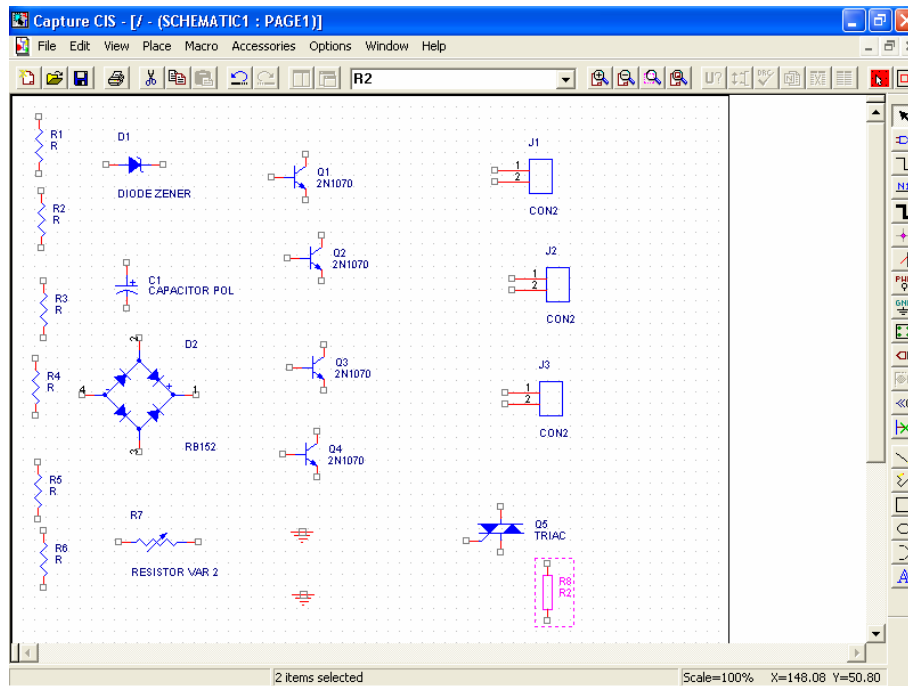 Capture CIS - [/ - (SCHEMATIC1 : PAGE1)]
File Edit View Place Macro Accessories Options Window Help
R2
U?
R1
R
D1
DIODE ZENER
Q1
2N1070
J1
1
2
CON2
R2
R
Q2
2N1070
J2
1
2
CON2
C1
CAPACITOR POL
R3
R
D2
2
4
1
3
RB152
Q3
2N1070
J3
1
2
CON2
R4
R
Q4
2N1070
R5
R
R7
RESISTOR VAR 2
Q5
TRIAC
R6
R
R8
R2
2 items selected
Scale=100% X=148.08 Y=50.80